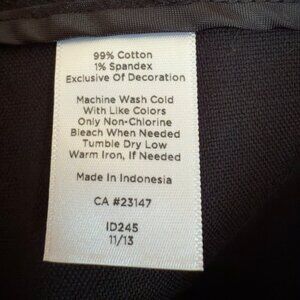 99% Cotton
1% Spandex
Exclusive Of Decoration
Machine Wash Cold
With Like Colors
Only Non-Chlorine
Bleach When Needed
Tumble Dry Low
Warm Iron, If Needed
Made In Indonesia
CA #23147
ID245
11/13